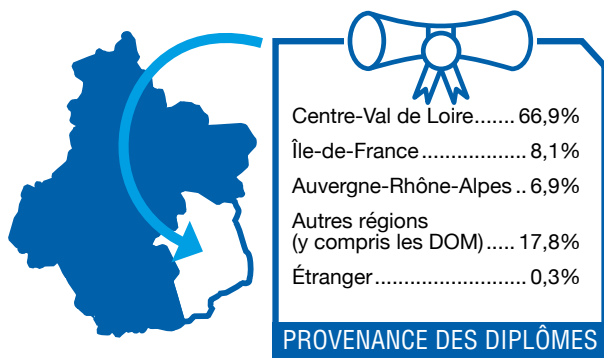 Centre-Val de Loire....... 66,9%
Île-de-France.................. 8,1%
Auvergne-Rhône-Alpes .. 6,9%
Autres régions
(y compris les DOM)..... 17,8%
Étranger.......................... 0,3%
PROVENANCE DES DIPLÔMES